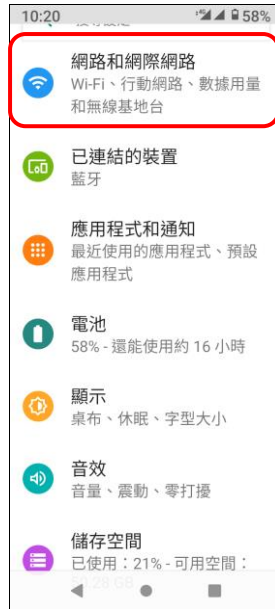 10:20
58%
網路和網際網路
Wi-Fi、行動網路、數據用量
和無線基地台
已連結的裝置
藍牙
應用程式和通知
最近使用的應用程式、預設
應用程式
電池
58% - 還能使用約 16 小時
顯示
桌布、休眠、字型大小
音效
音量、震動、零打擾
儲存空間
已使用：21% - 可用空間：
50.28 GB